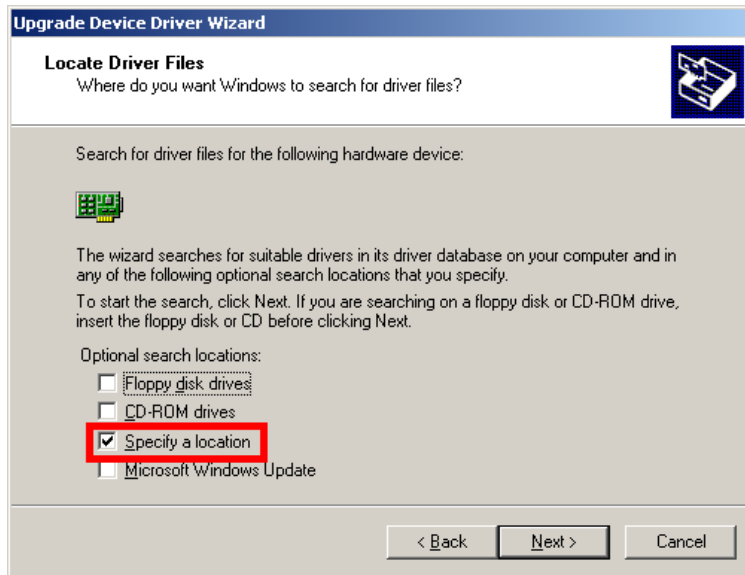 Upgrade Device Driver Wizard
Locate Driver Files
Where do you want Windows to search for driver files?
Search for driver files for the following hardware device:
The wizard searches for suitable drivers in its driver database on your computer and in
any of the following optional search locations that you specify.
To start the search, click Next. If you are searching on a floppy disk or CD-ROM drive,
insert the floppy disk or CD before clicking Next.
Optional search locations:
Floppy disk drives
CD-ROM drives
Specify a location
Microsoft Windows Update
< Back Next > Cancel